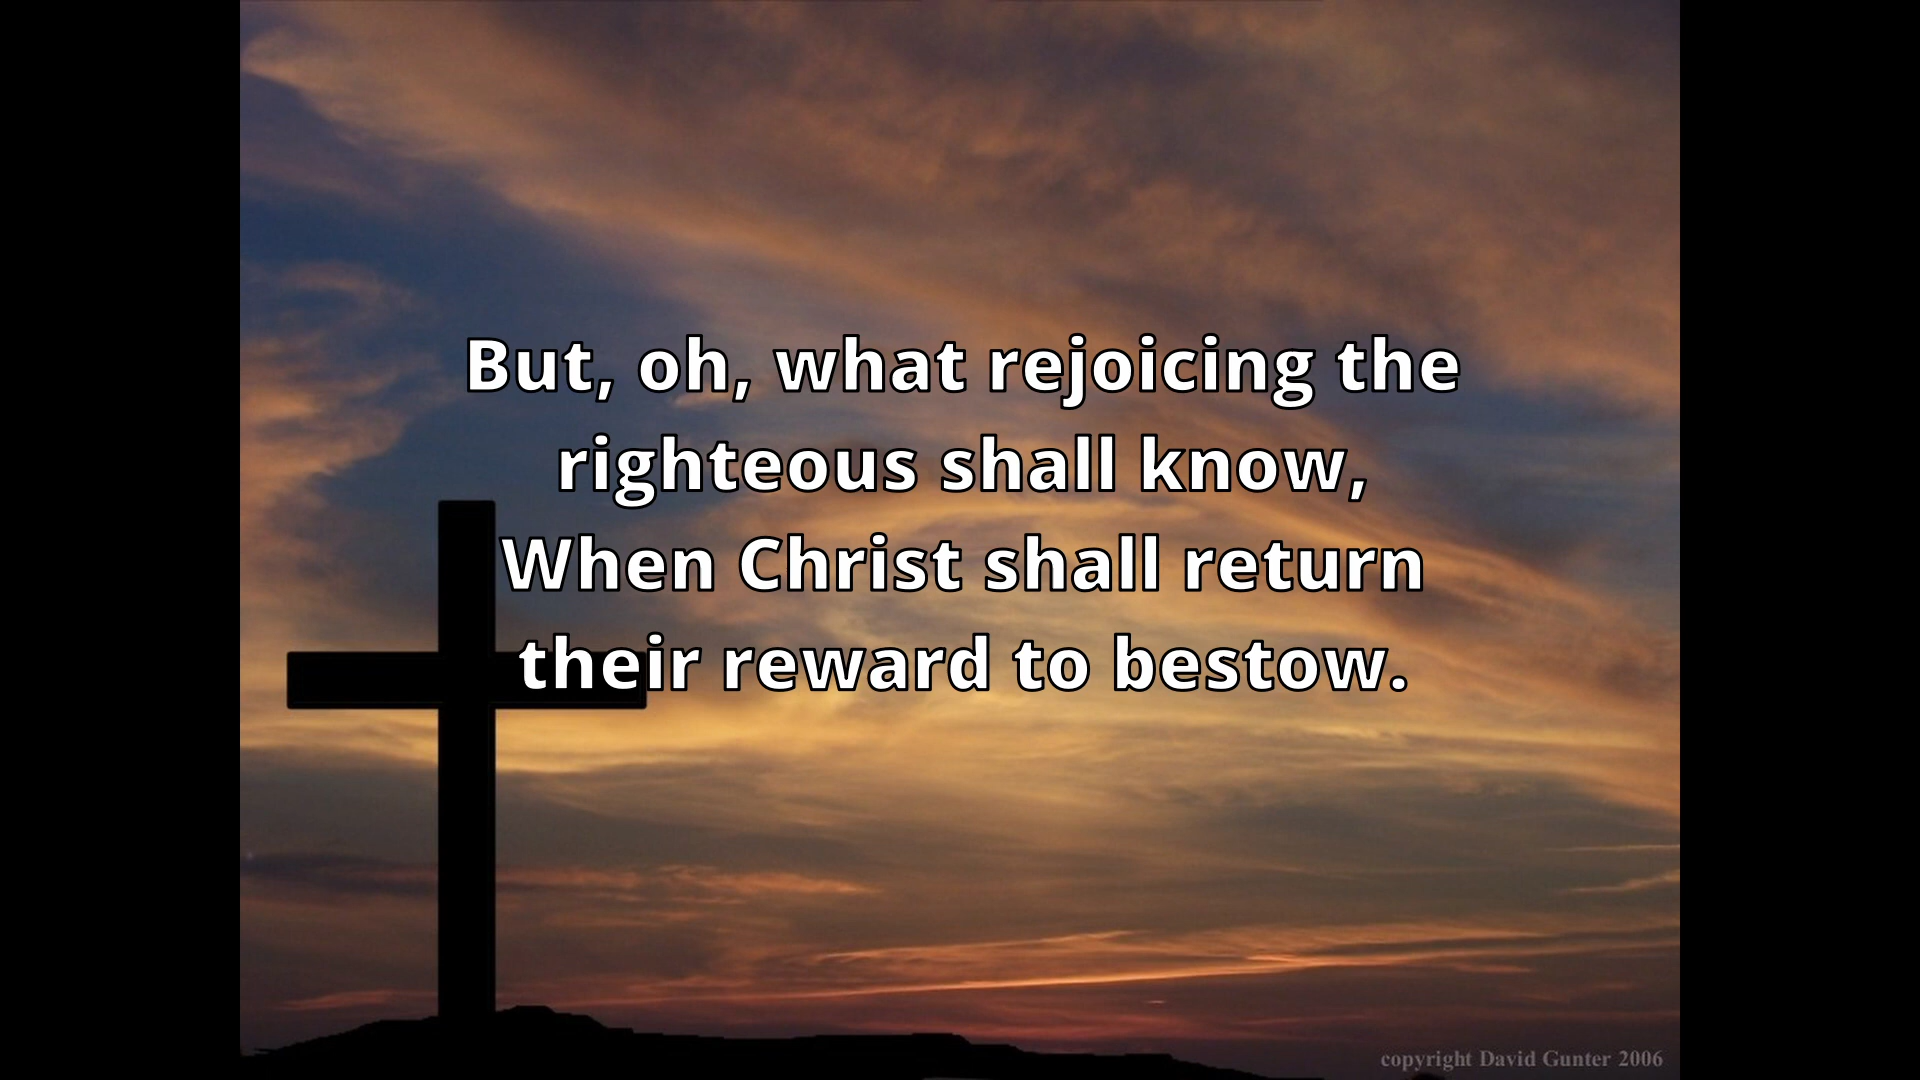 But, oh, what rejoicing the
righteous shall know,
When Christ shall return
their reward to bestow.
copyright David Gunter 2006